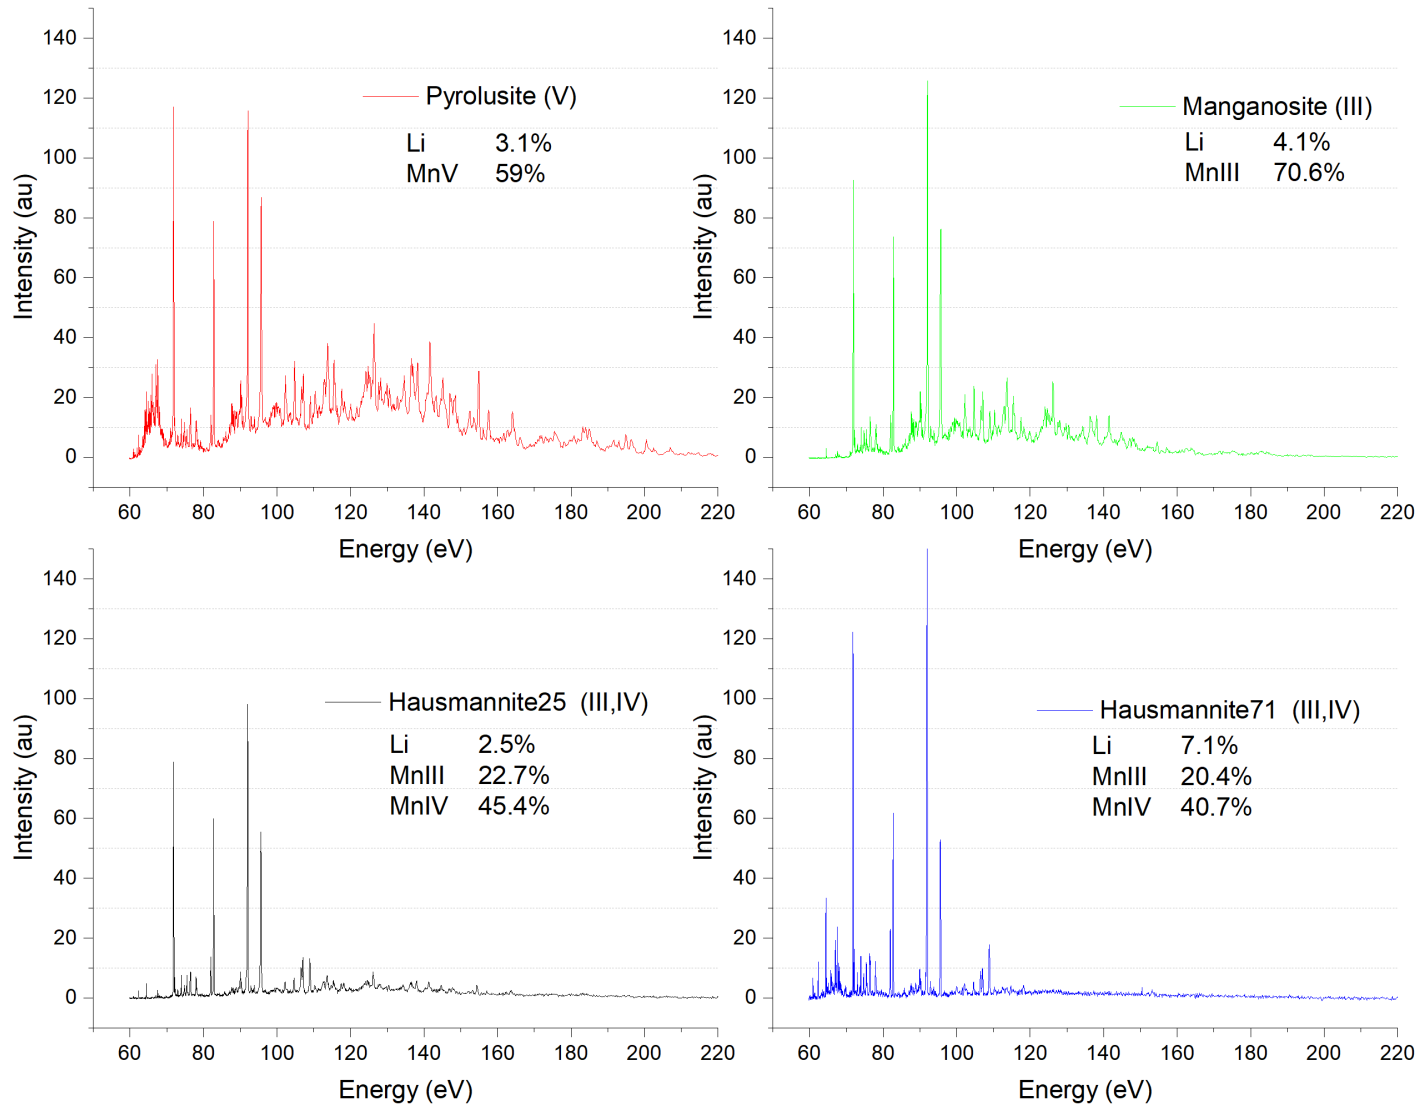 Pyrolusite (V)
Li 3.1%
MnV 59%
Intensity (au)
140
120
100
80
60
40
20
0
60 80 100 120 140 160 180 200 220
Energy (eV)
Manganosite (III)
Li 4.1%
MnIII 70.6%
Intensity (au)
140
120
100
80
60
40
20
0
60 80 100 120 140 160 180 200 220
Energy (eV)
Hausmannite25 (III,IV)
Li 2.5%
MnIII 22.7%
MnIV 45.4%
Intensity (au)
140
120
100
80
60
40
20
0
60 80 100 120 140 160 180 200 220
Energy (eV)
Hausmannite71 (III,IV)
Li 7.1%
MnIII 20.4%
MnIV 40.7%
Intensity (au)
140
120
100
80
60
40
20
0
60 80 100 120 140 160 180 200 220
Energy (eV)